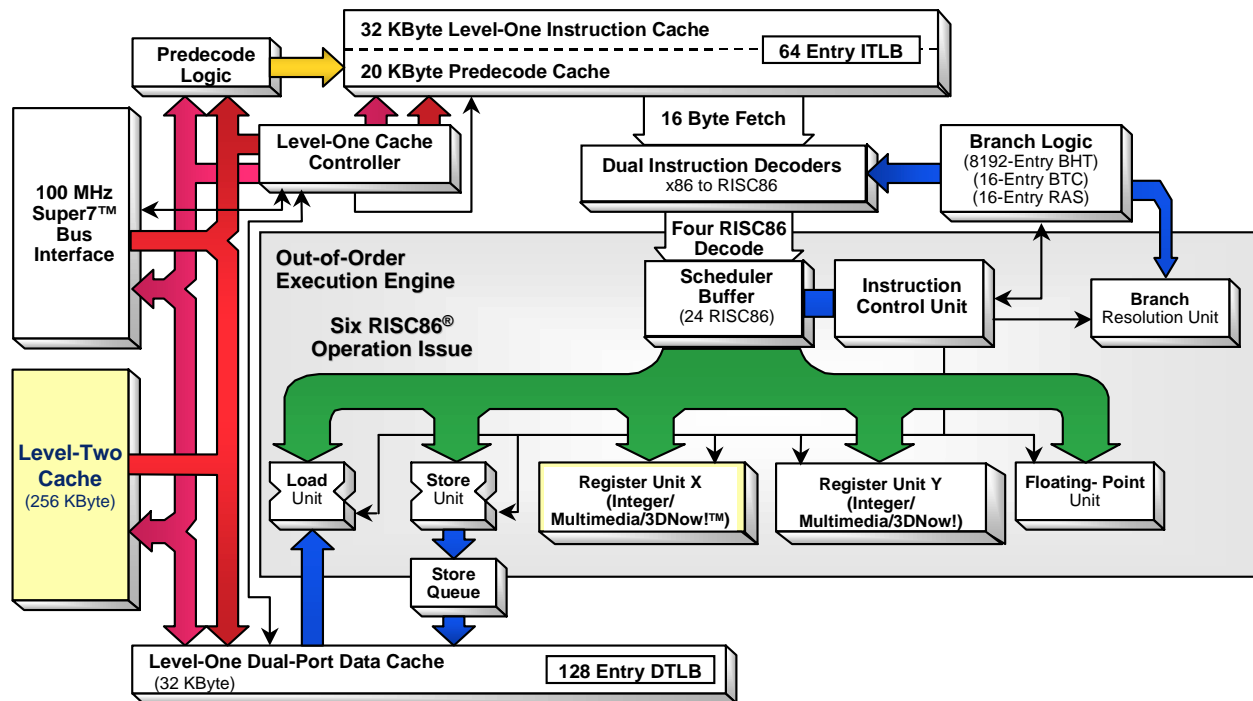 32 KByte Level-One Instruction Cache
64 Entry ITLB
20 KByte Predecode Cache
Predecode
Logic
16 Byte Fetch
Level-One Cache
Controller
Dual Instruction Decoders
x86 to RISC86
Branch Logic
(8192-Entry BHT)
(16-Entry BTC)
(16-Entry RAS)
100 MHz
Super7™
Bus
Interface
Four RISC86
Decode
Out-of-Order
Execution Engine
Scheduler
Buffer
(24 RISC86)
Instruction
Control Unit
Branch
Resolution Unit
Six RISC86®
Operation Issue
Level-Two
Cache
(256 KByte)
Load
Unit
Store
Unit
Register Unit X
(Integer/
Multimedia/3DNow!™)
Register Unit Y
(Integer/
Multimedia/3DNow!)
Floating- Point
Unit
Store
Queue
Level-One Dual-Port Data Cache
(32 KByte)
128 Entry DTLB